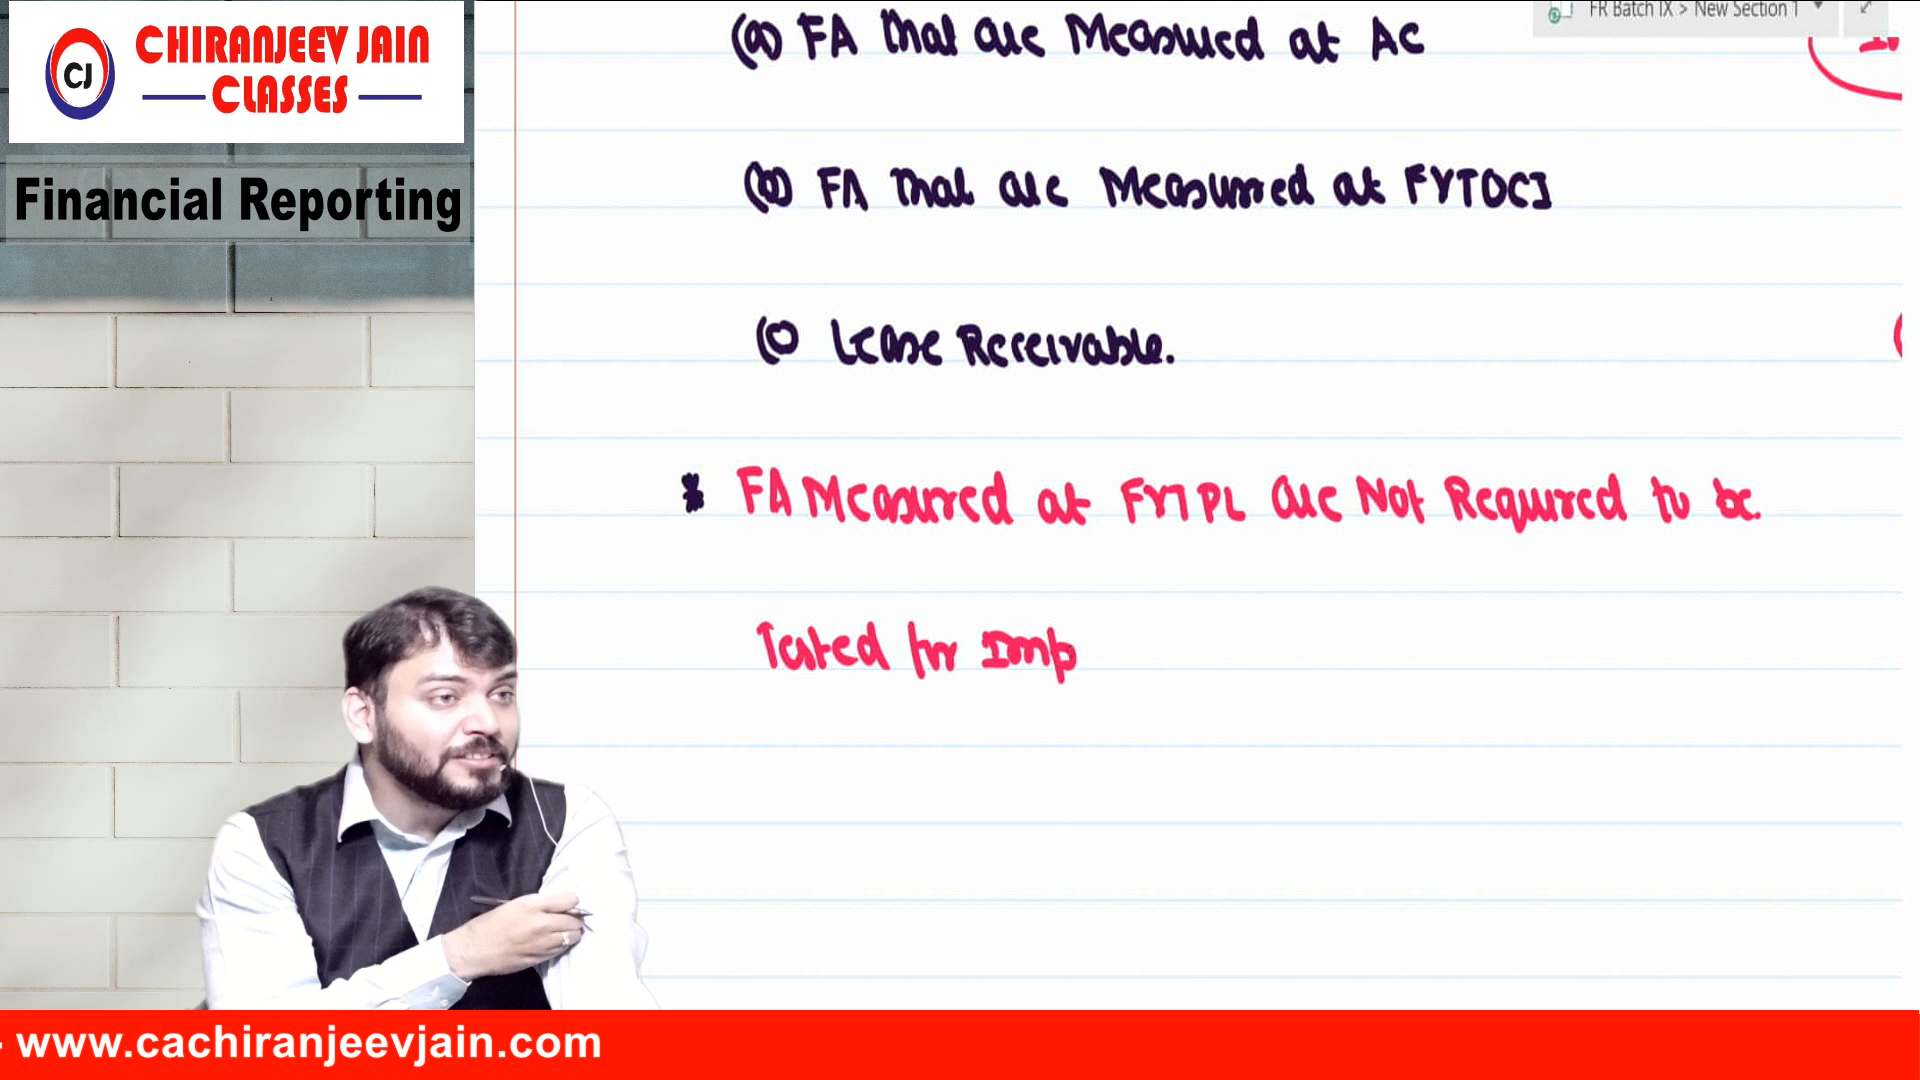 CHIRANJEEV JAIN
CLASSES
CJ
Financial Reporting
FR Batch IX > New Section 1
(a) FA that are Measured at AC
(b) FA that are Measured at FVTOCI
(c) Lease Receivable.
* FA Measured at FVTPL are Not Required to be
Tested for Imp
www.cachiranjeevjain.com